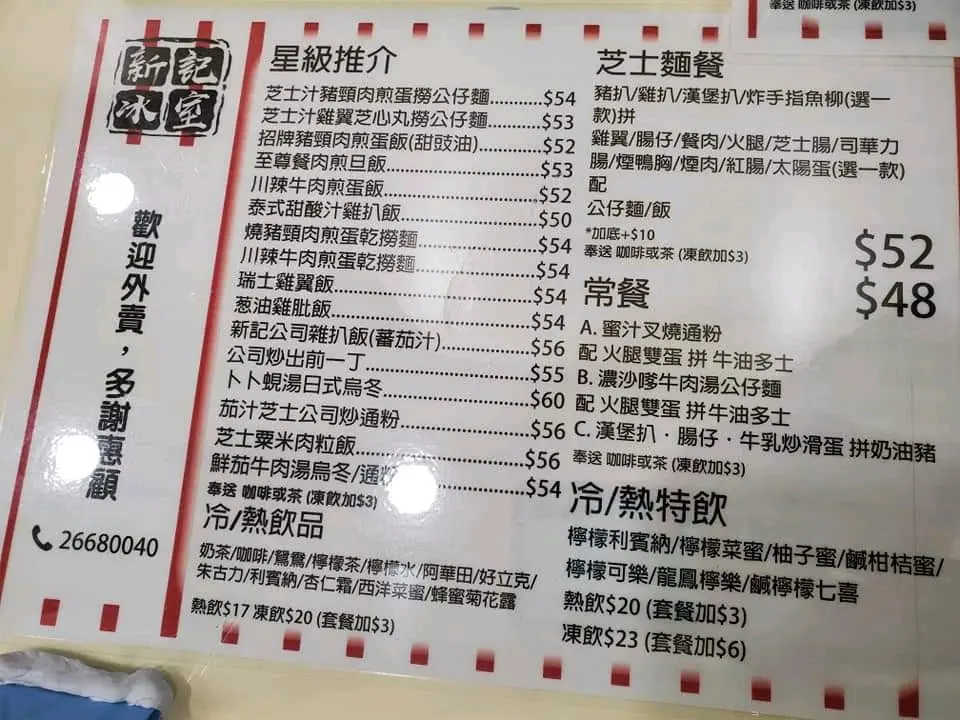 奉送 咖啡或茶 (凍飲加$3)
新記
冰室
歡迎外賣，多謝惠顧
26680040
星級推介
芝士汁豬頸肉煎蛋撈公仔麵..........$54
芝士汁雞翼芝心丸撈公仔麵..........$53
招牌豬頸肉煎蛋飯(甜豉油)..........$52
至尊餐肉煎旦飯..........$53
川辣牛肉煎蛋飯..........$52
泰式甜酸汁雞扒飯..........$50
燒豬頸肉煎蛋乾撈麵..........$54
川辣牛肉煎蛋乾撈麵..........$54
瑞士雞翼飯..........$54
葱油雞肶飯..........$54
新記公司雜扒飯(蕃茄汁)..........$56
公司炒出前一丁..........$55
卜卜蜆湯日式烏冬..........$60
茄汁芝士公司炒通粉..........$56
芝士粟米肉粒飯..........$56
鮮茄牛肉湯烏冬/通粉..........$54
奉送 咖啡或茶 (凍飲加$3)
冷/熱飲品
奶茶/咖啡/鴛鴦/檸檬茶/檸檬水/阿華田/好立克/
朱古力/利賓納/杏仁霜/西洋菜蜜/蜂蜜菊花露
熱飲$17 凍飲$20 (套餐加$3)
芝士麵餐
豬扒/雞扒/漢堡扒/炸手指魚柳(選一
款)拼
雞翼/腸仔/餐肉/火腿/芝士腸/司華力
腸/煙鴨胸/煙肉/紅腸/太陽蛋(選一款)
配
公仔麵/飯
*加底+$10
奉送 咖啡或茶 (凍飲加$3)
$52
常餐
$48
A. 蜜汁叉燒通粉
配 火腿雙蛋 拼 牛油多士
B. 濃沙嗲牛肉湯公仔麵
配 火腿雙蛋 拼 牛油多士
C. 漢堡扒．腸仔．牛乳炒滑蛋 拼奶油豬
奉送 咖啡或茶 (凍飲加$3)
冷/熱特飲
檸檬利賓納/檸檬菜蜜/柚子蜜/鹹柑桔蜜/
檸檬可樂/龍鳳檸樂/鹹檸檬七喜
熱飲$20 (套餐加$3)
凍飲$23 (套餐加$6)